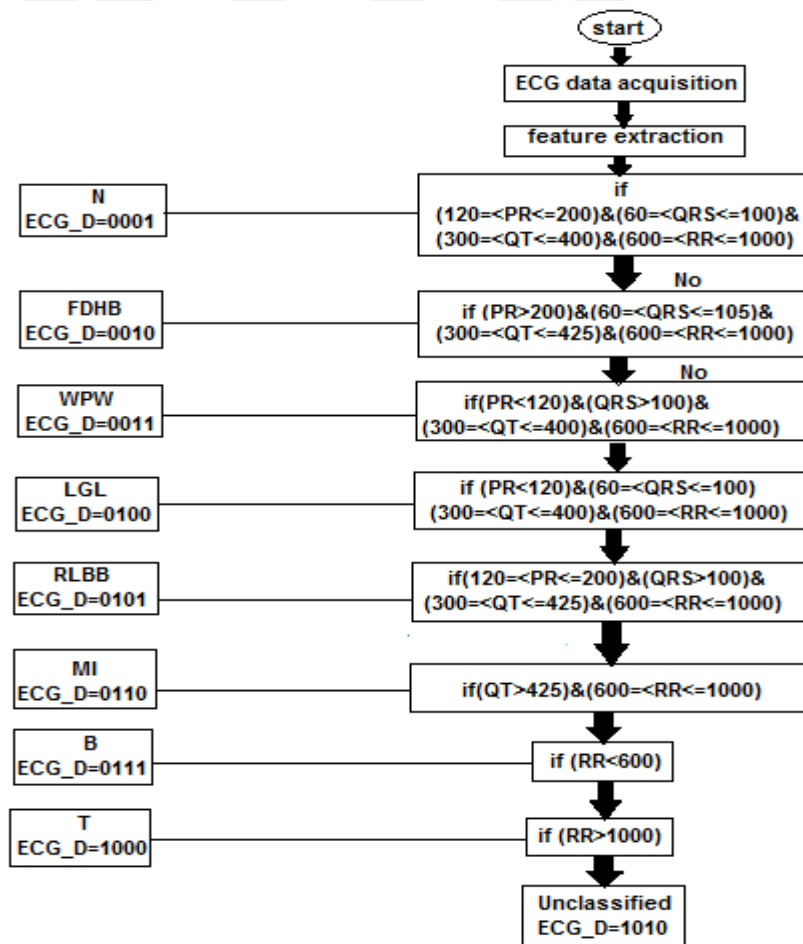 start
ECG data acquisition
feature extraction
N
ECG_D=0001
if
(120=<PR<=200)&(60=<QRS<=100)&
(300=<QT<=400)&(600=<RR<=1000)
No
FDHB
ECG_D=0010
if (PR>200)&(60=<QRS<=105)&
(300=<QT<=425)&(600=<RR<=1000)
No
WPW
ECG_D=0011
if(PR<120)&(QRS>100)&
(300=<QT<=400)&(600=<RR<=1000)
LGL
ECG_D=0100
if (PR<120)&(60=<QRS<=100)
(300=<QT<=400)&(600=<RR<=1000)
RLBB
ECG_D=0101
if(120=<PR<=200)&(QRS>100)&
(300=<QT<=425)&(600=<RR<=1000)
MI
ECG_D=0110
if(QT>425)&(600=<RR<=1000)
B
ECG_D=0111
if (RR<600)
T
ECG_D=1000
if (RR>1000)
Unclassified
ECG_D=1010